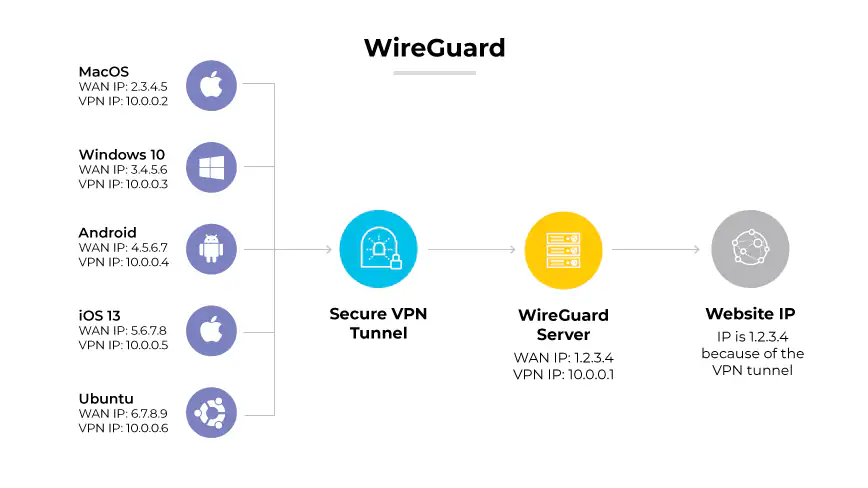 WireGuard
MacOS
WAN IP: 2.3.4.5
VPN IP: 10.0.0.2
Windows 10
WAN IP: 3.4.5.6
VPN IP: 10.0.0.3
Android
WAN IP: 4.5.6.7
VPN IP: 10.0.0.4
iOS 13
WAN IP: 5.6.7.8
VPN IP: 10.0.0.5
Ubuntu
WAN IP: 6.7.8.9
VPN IP: 10.0.0.6
Secure VPN
Tunnel
WireGuard
Server
WAN IP: 1.2.3.4
VPN IP: 10.0.0.1
Website IP
IP is 1.2.3.4
because of the
VPN tunnel